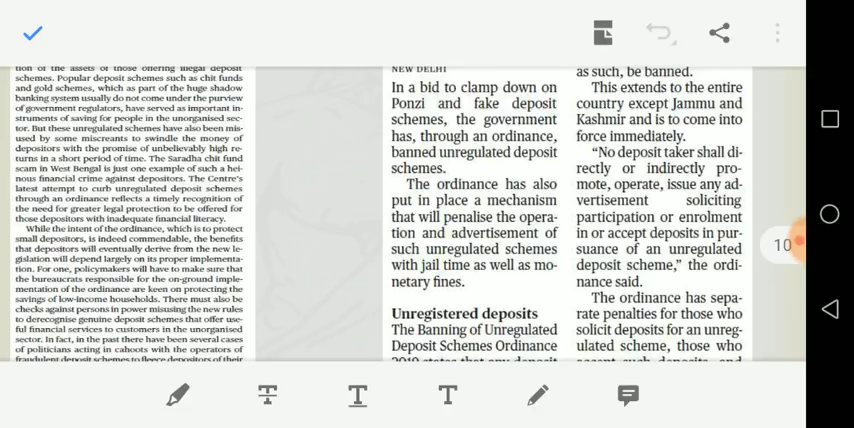 tion of the assets of those offering illegal deposit
schemes. Popular deposit schemes such as chit funds
and gold schemes, which as part of the huge shadow
banking system usually do not come under the purview
of government regulators, have served as important in-
struments of saving for people in the unorganised sec-
tor. But these unregulated schemes have also been mis-
used by some miscreants to swindle the money of
depositors with the promise of unbelievably high re-
turns in a short period of time. The Saradha chit fund
scam in West Bengal is just one example of such a hei-
nous financial crime against depositors. The Centre's
latest attempt to curb unregulated deposit schemes
through an ordinance reflects a timely recognition of
the need for greater legal protection to be offered for
those depositors with inadequate financial literacy.
While the intent of the ordinance, which is to protect
small depositors, is indeed commendable, the benefits
that depositors will eventually derive from the new le-
gislation will depend largely on its proper implementa-
tion. For one, policymakers will have to make sure that
the bureaucrats responsible for the on-ground imple-
mentation of the ordinance are keen on protecting the
savings of low-income households. There must also be
checks against persons in power misusing the new rules
to derecognise genuine deposit schemes that offer use-
ful financial services to customers in the unorganised
sector. In fact, in the past there have been several cases
of politicians acting in cahoots with the operators of
fraudulent deposit schemes to fleece depositors of their
NEW DELHI
In a bid to clamp down on
Ponzi and fake deposit
schemes, the government
has, through an ordinance,
banned unregulated deposit
schemes.
The ordinance has also
put in place a mechanism
that will penalise the opera-
tion and advertisement of
such unregulated schemes
with jail time as well as mo-
netary fines.
Unregistered deposits
The Banning of Unregulated
Deposit Schemes Ordinance
2019 states that any deposit
as such, be banned.
This extends to the entire
country except Jammu and
Kashmir and is to come into
force immediately.
“No deposit taker shall di-
rectly or indirectly pro-
mote, operate, issue any ad-
vertisement soliciting
participation or enrolment
in or accept deposits in pur-
suance of an unregulated
deposit scheme,” the ordi-
nance said.
The ordinance has sepa-
rate penalties for those who
solicit deposits for an unreg-
ulated scheme, those who
accept such deposits, and
10